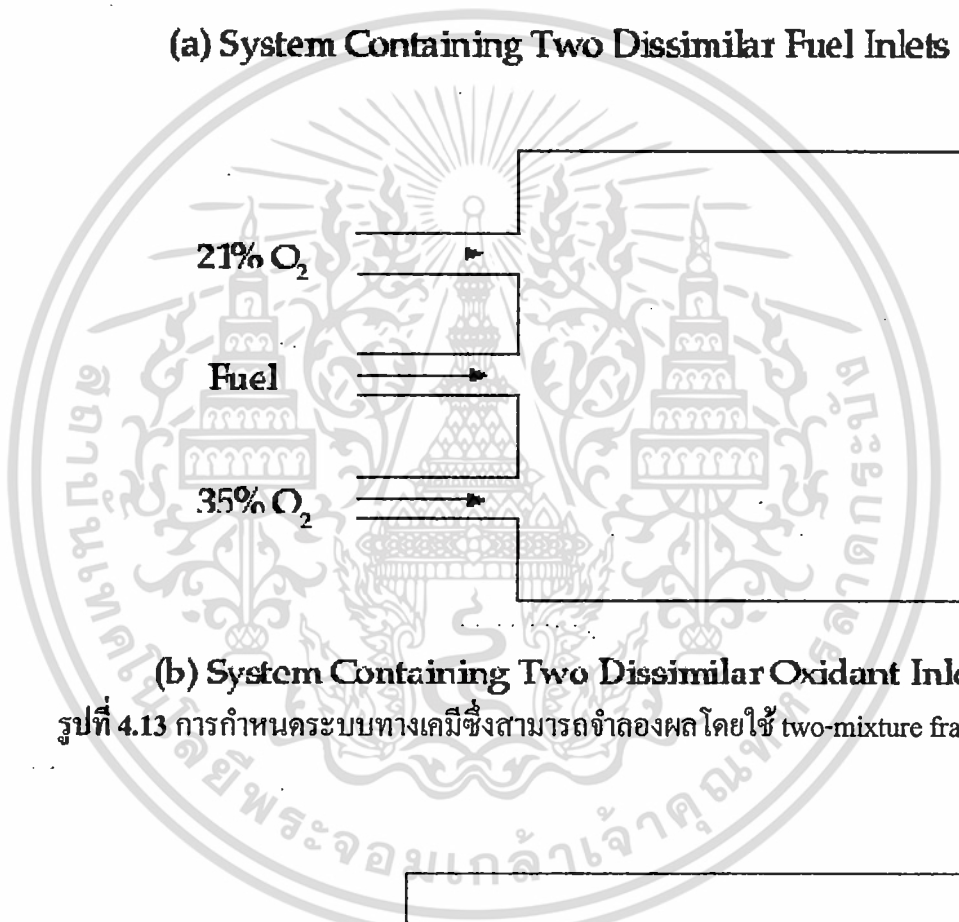 (a) System Containing Two Dissimilar Fuel Inlets
21% O₂
Fuel
35% O₂
(b) System Containing Two Dissimilar Oxidant
รูปที่ 4.13 การกำหนดระบบทางเคมีซึ่งสามารถจำลองผลโดยใช้ two-mixture